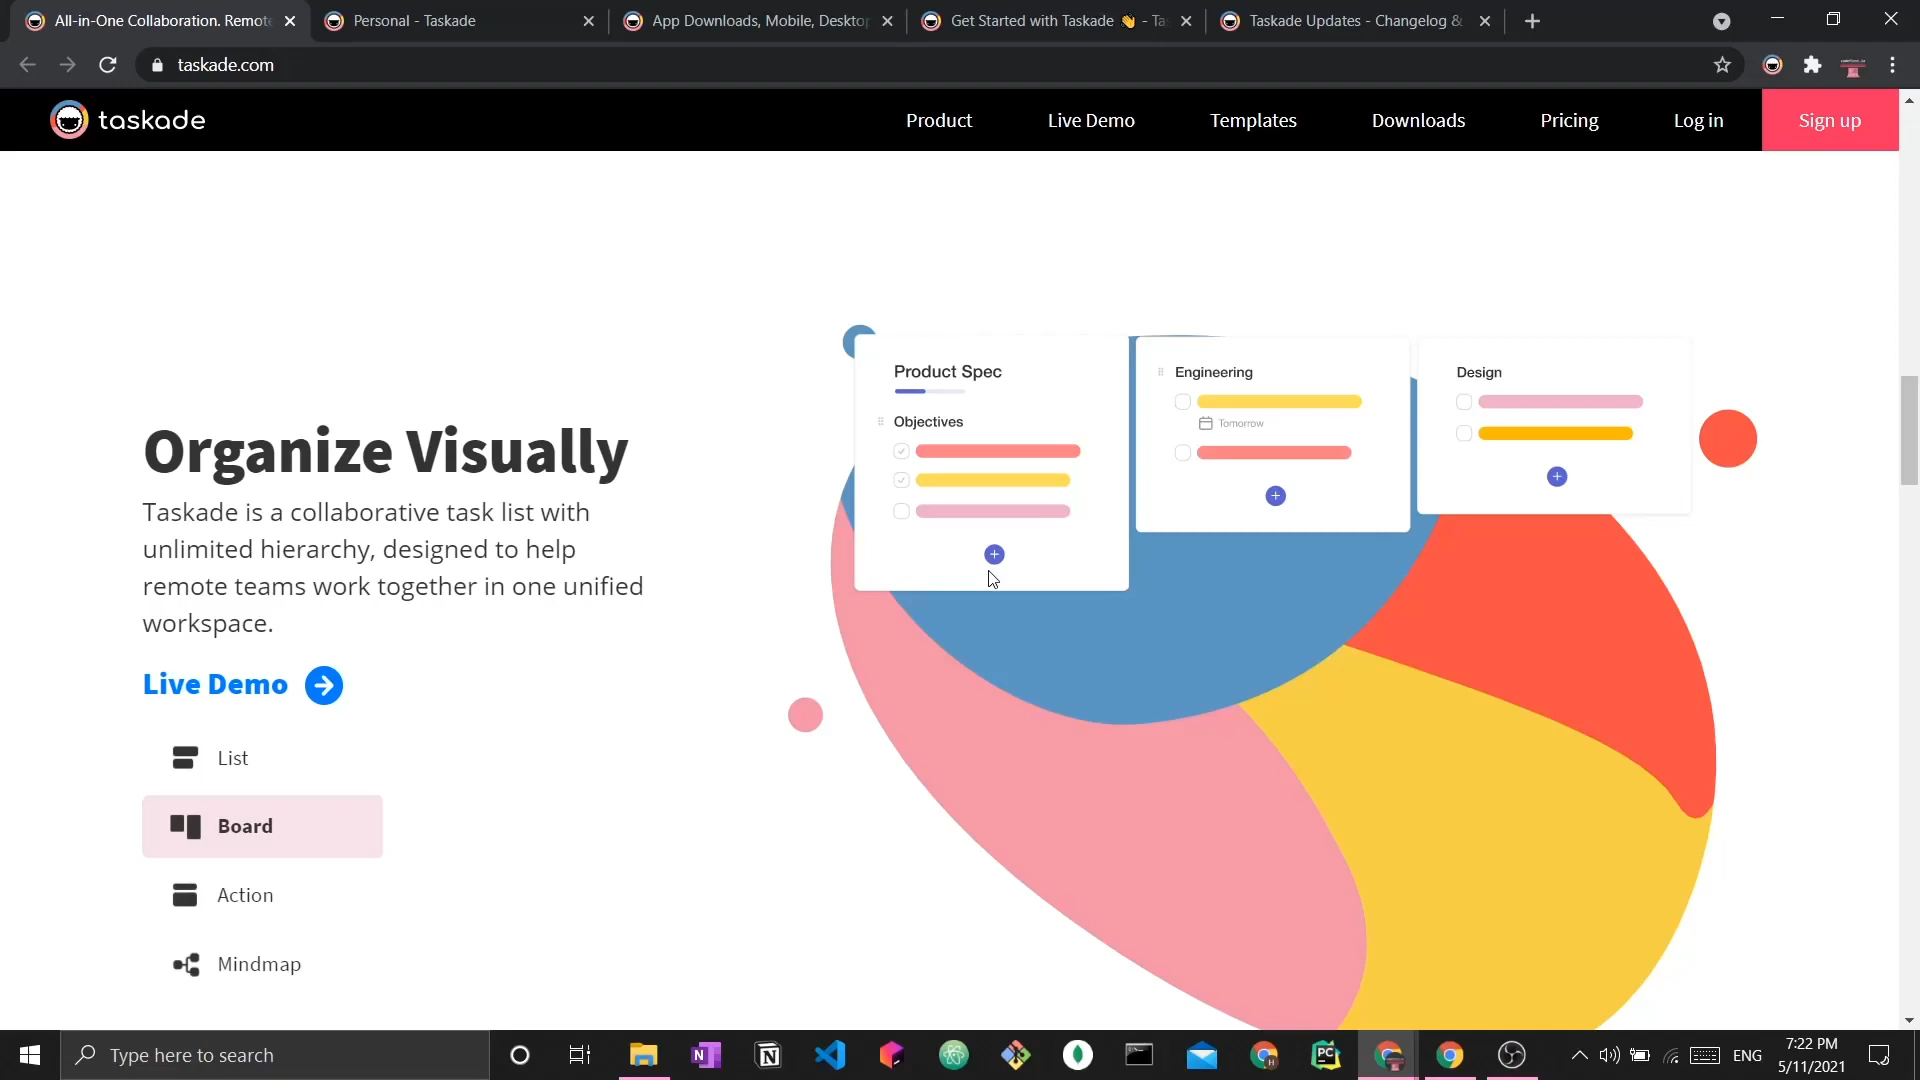 All-in-One Collaboration. Remote
Personal - Taskade
App Downloads, Mobile, Desktop
Get Started with Taskade 👋 - Tas
Taskade Updates - Changelog &
taskade.com
taskade
Product
Live Demo
Templates
Downloads
Pricing
Log in
Sign up
Product Spec
Objectives
Engineering
Tomorrow
Design
Organize Visually
Taskade is a collaborative task list with
unlimited hierarchy, designed to help
remote teams work together in one unified
workspace.
Live Demo
List
Board
Action
Mindmap
Type here to search
ENG
7:22 PM
5/11/2021